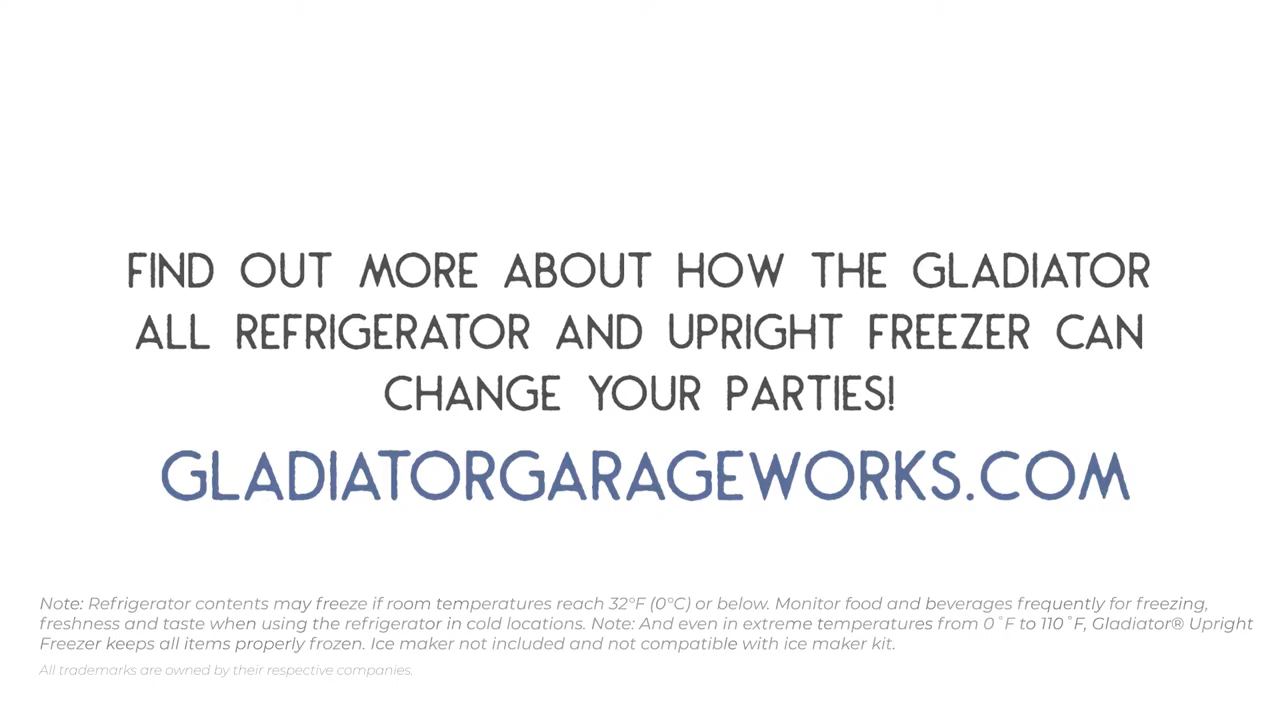 FIND OUT MORE ABOUT HOW THE GLADIATOR
ALL REFRIGERATOR AND UPRIGHT FREEZER CAN
CHANGE YOUR PARTIES!
GLADIATORGARAGEWORKS.COM
Note: Refrigerator contents may freeze if room temperatures reach 32°F (0°C) or below. Monitor food and beverages frequently for freezing,
freshness and taste when using the refrigerator in cold locations. Note: And even in extreme temperatures from 0˚F to 110˚F, Gladiator® Upright
Freezer keeps all items properly frozen. Ice maker not included and not compatible with ice maker kit.
All trademarks are owned by their respective companies.